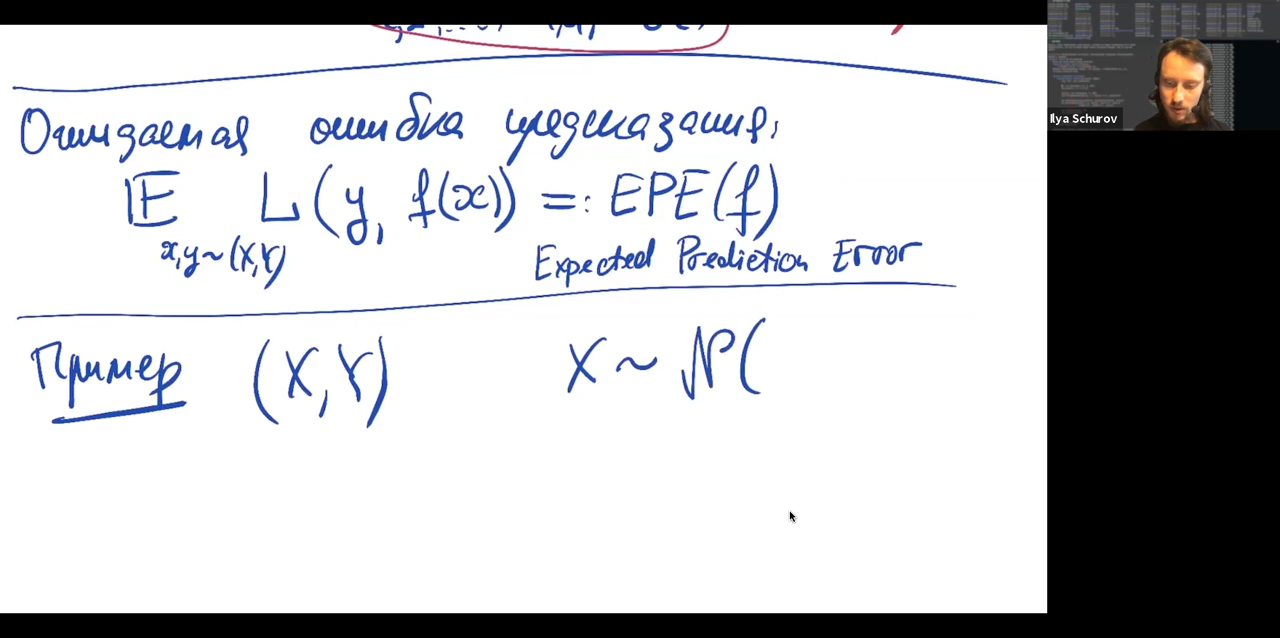 Ожидаемая ошибка предсказания:
𝔼 L(y, f(x)) =: EPE(f)
x,y~(X,Y)
Expected Prediction Error
Пример (X,Y) X ~ 𝒩(
Ilya Schurov